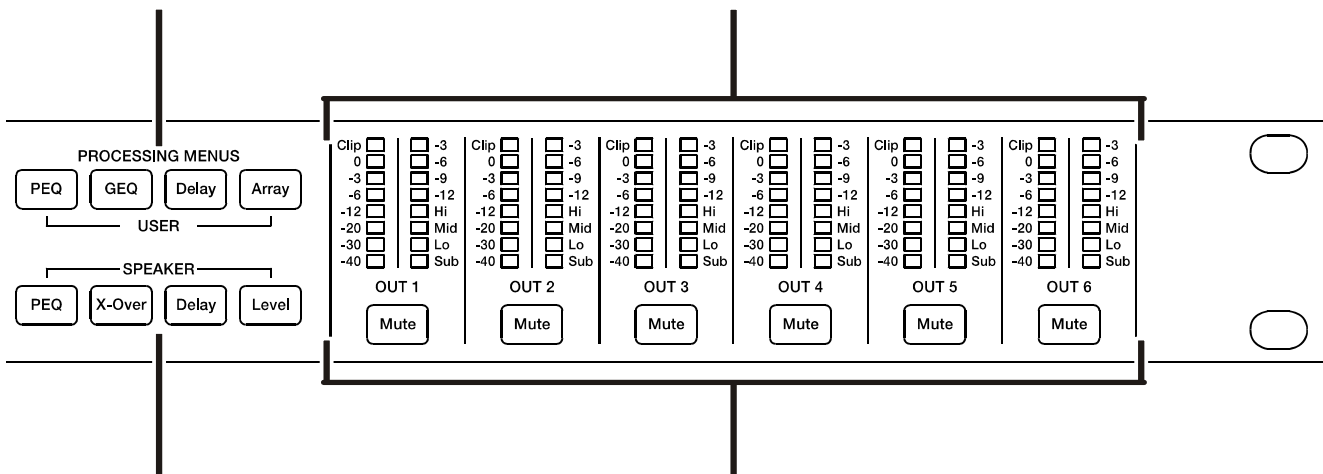 PROCESSING MENUS
PEQ GEQ Delay Array
USER
SPEAKER
PEQ X-Over Delay Level
Clip -3 Clip -3 Clip -3 Clip -3 Clip -3 Clip -3
0 -6 0 -6 0 -6 0 -6 0 -6 0 -6
-3 -9 -3 -9 -3 -9 -3 -9 -3 -9 -3 -9
-6 -12 -6 -12 -6 -12 -6 -12 -6 -12 -6 -12
-12 Hi -12 Hi -12 Hi -12 Hi -12 Hi -12 Hi
-20 Mid -20 Mid -20 Mid -20 Mid -20 Mid -20 Mid
-30 Lo -30 Lo -30 Lo -30 Lo -30 Lo -30 Lo
-40 Sub -40 Sub -40 Sub -40 Sub -40 Sub -40 Sub
OUT 1 OUT 2 OUT 3 OUT 4 OUT 5 OUT 6
Mute Mute Mute Mute Mute Mute